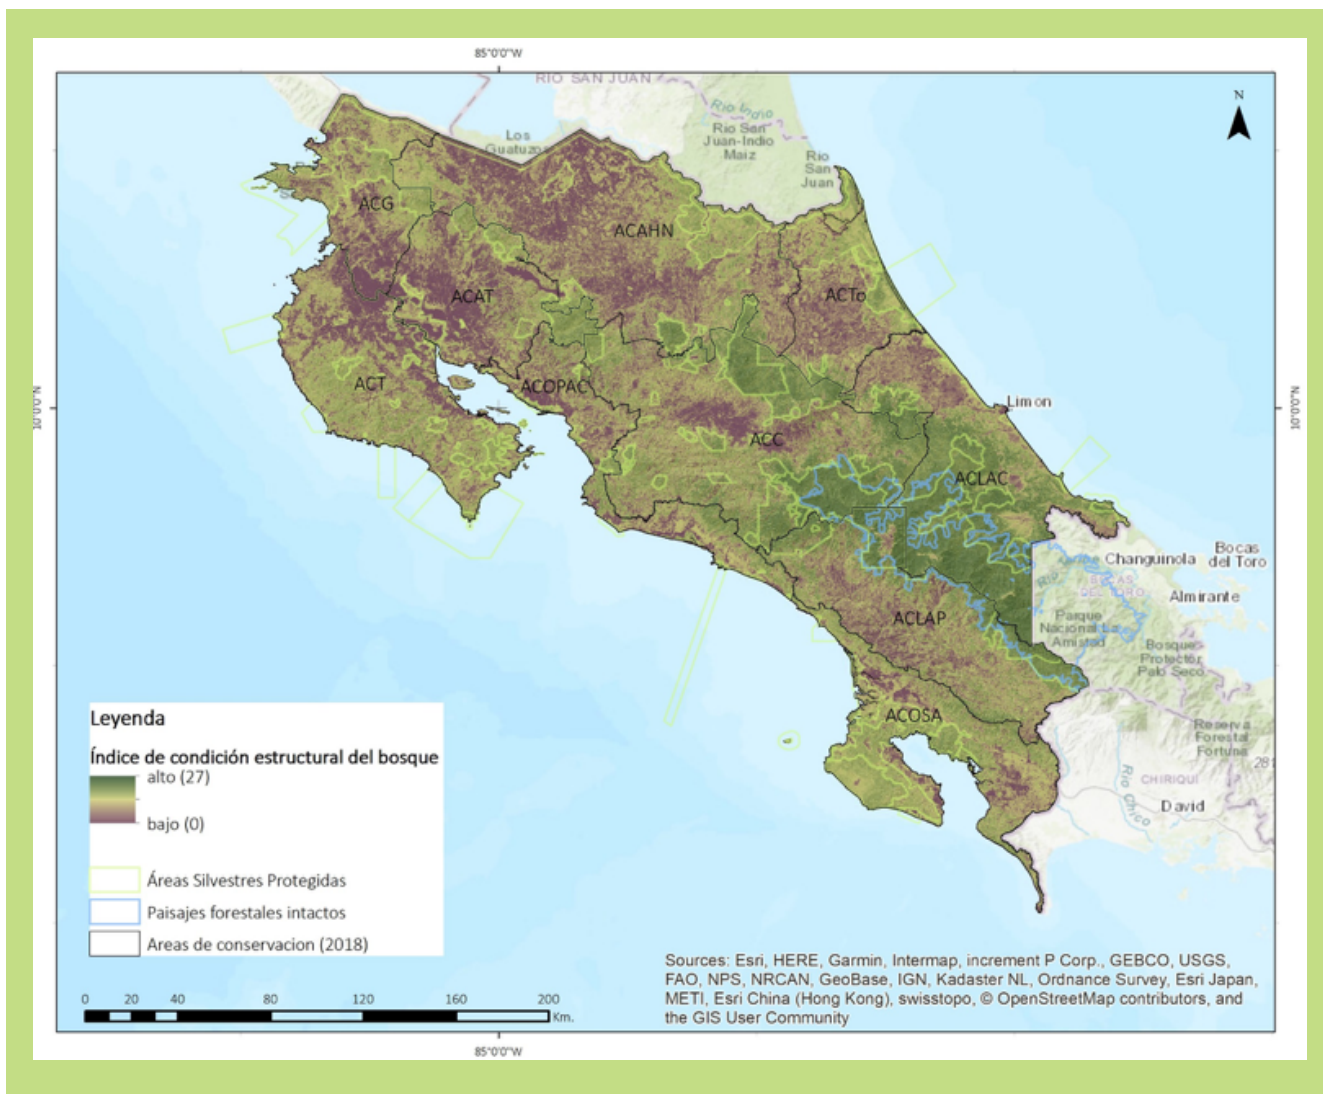 85°0'0"W
RIO SAN JUAN
N
Rio Indio
Rio San
Juan-Indio
Maiz
Los
Guatuzos
Rio
San
Juan
ACG
ACAHN
ACAT
ACTo
ACT
ACOPAC
Limon
10°0'0"N
10°0'0"N
ACC
ACLAC
Changuinola
Bocas
del Toro
BOCAS
DEL TORO
Almirante
ACLAP
Parque
Nacional La
Amistad
Bosque
Protector
Palo Seco
ACOSA
Reserva
Forestal
Fortuna
CHIRIQUI
Rio Chico
David
Leyenda
Índice de condición estructural del bosque
alto (27)
bajo (0)
Áreas Silvestres Protegidas
Paisajes forestales intactos
Areas de conservacion (2018)
0 20 40 80 120 160 200
Km.
Sources: Esri, HERE, Garmin, Intermap, increment P Corp., GEBCO, USGS,
FAO, NPS, NRCAN, GeoBase, IGN, Kadaster NL, Ordnance Survey, Esri Japan,
METI, Esri China (Hong Kong), swisstopo, © OpenStreetMap contributors, and
the GIS User Community
85°0'0"W